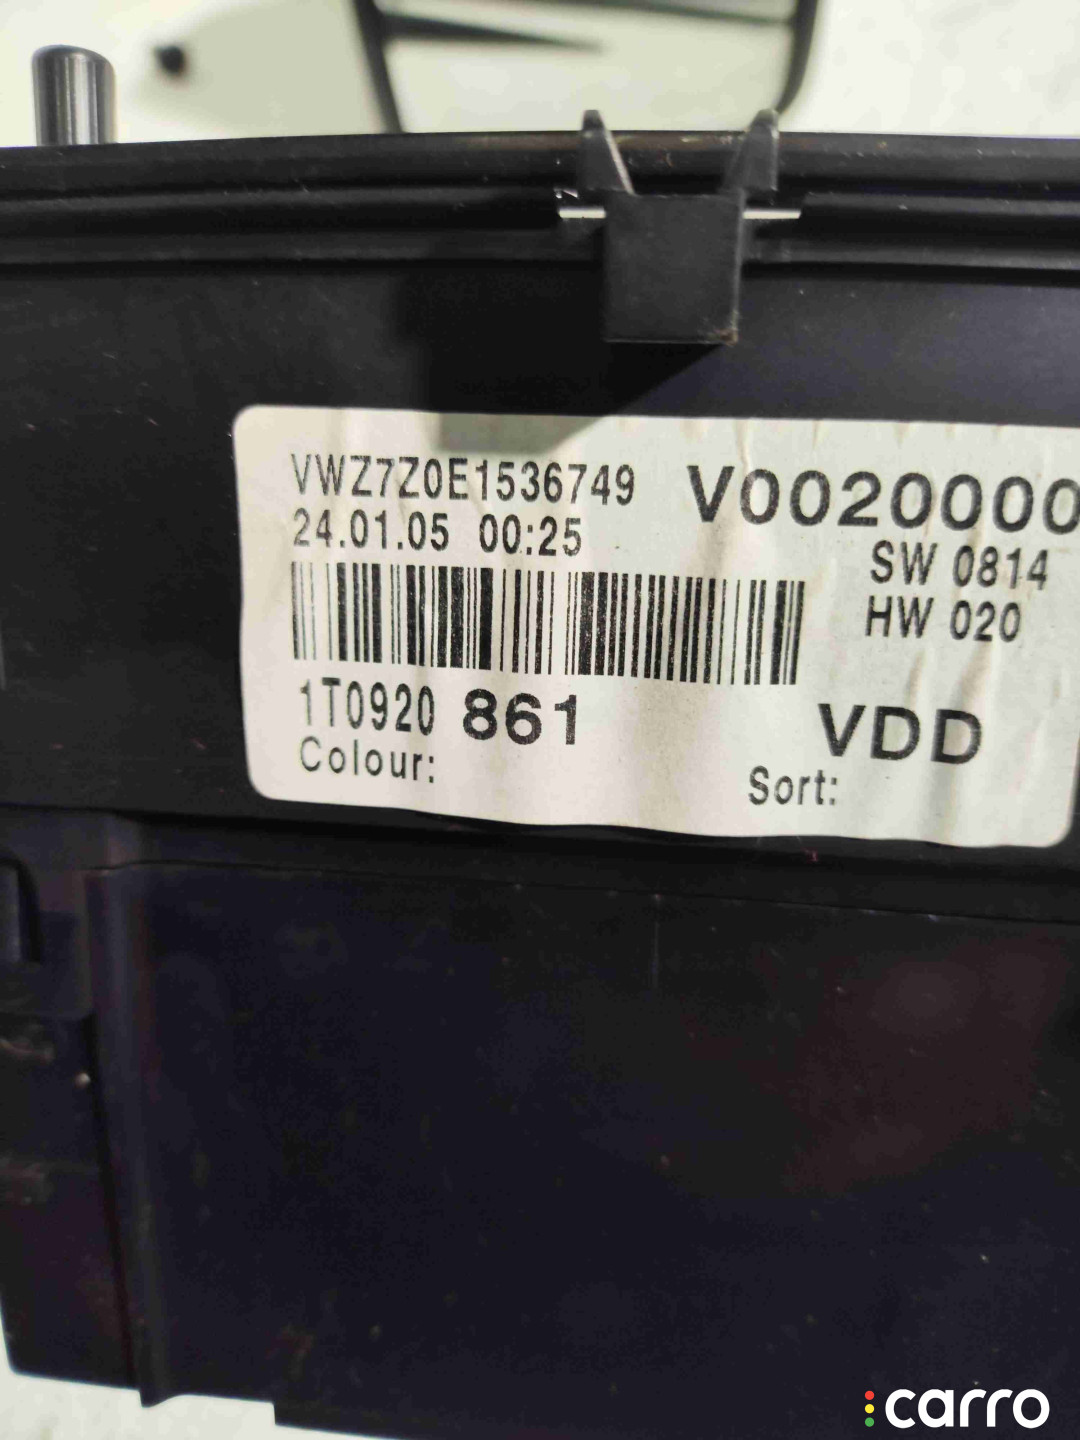 VWZ7Z0E1536749 V0020000
24.01.05 00:25 SW 0814
HW 020
1T0920 861 VDD
Colour: Sort:
carro